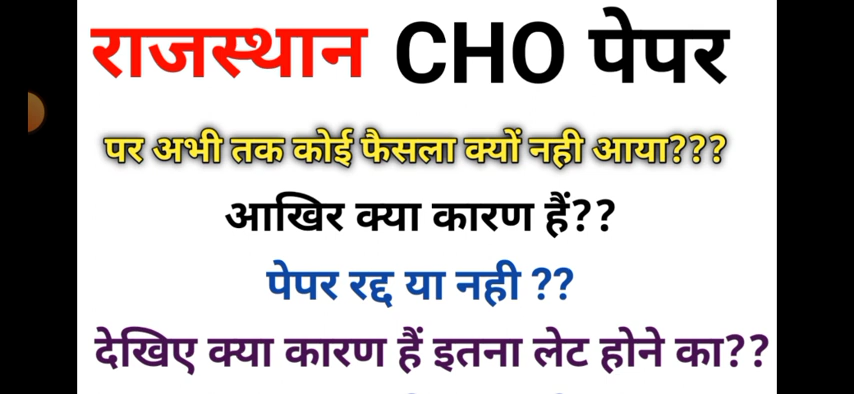 राजस्थान CHO पेपर
पर अभी तक कोई फैसला क्यों नही आया???
आखिर क्या कारण हैं??
पेपर रद्द या नही ??
देखिए क्या कारण हैं इतना लेट होने का??